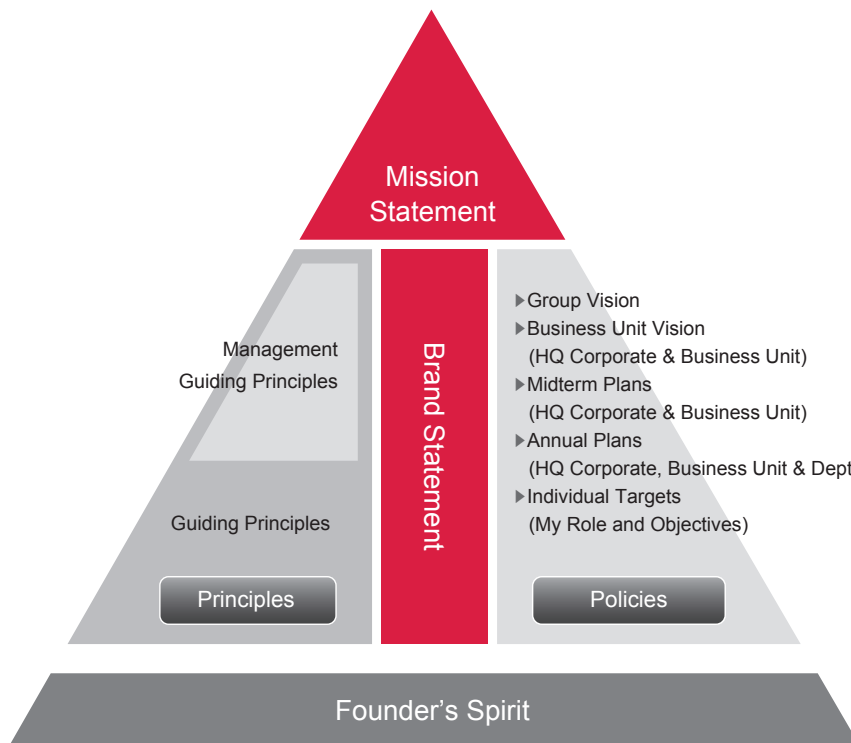 Mission
Statement
Management
Guiding Principles
Guiding Principles
Principles
Brand Statement
▶Group Vision
▶Business Unit Vision
(HQ Corporate & Business Unit)
▶Midterm Plans
(HQ Corporate & Business Unit)
▶Annual Plans
(HQ Corporate, Business Unit & Dept
▶Individual Targets
(My Role and Objectives)
Policies
Founder’s Spirit